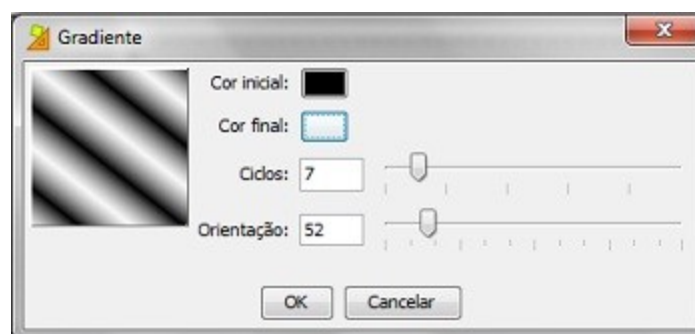 Gradiente
Cor inicial:
Cor final:
Ciclos: 7
Orientação: 52
OK Cancelar